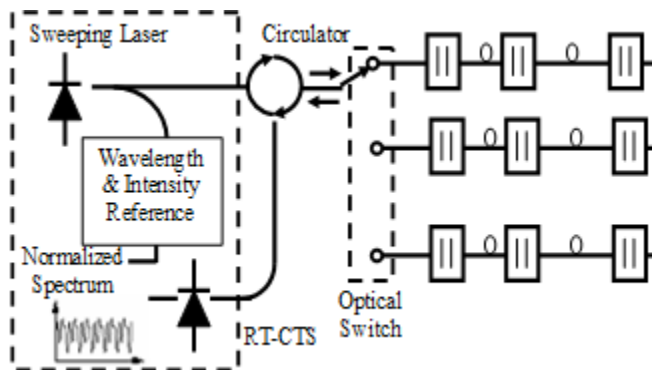 Sweeping Laser
Circulator
Wavelength
& Intensity
Reference
Normalized
Spectrum
RT-CTS
Optical
Switch